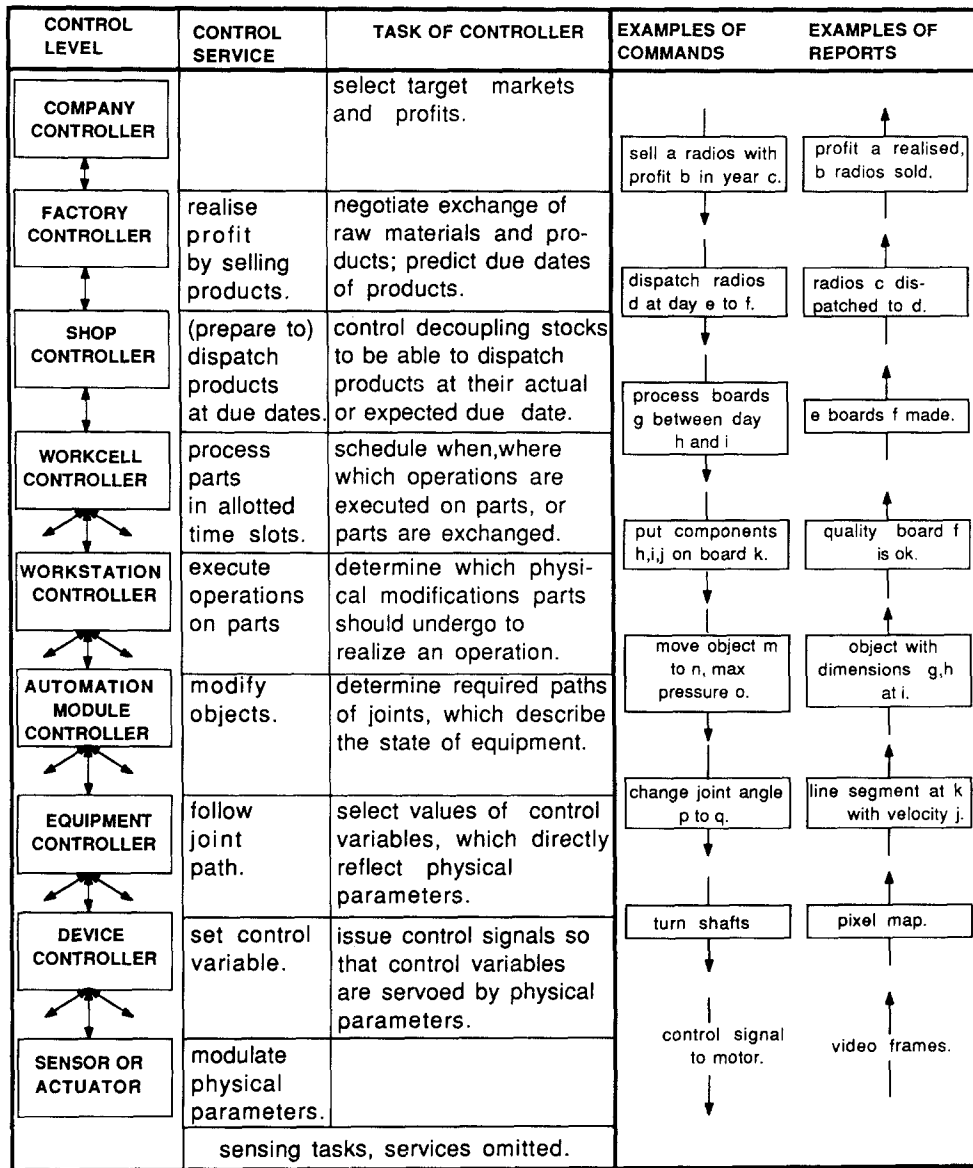 CONTROL
LEVEL
CONTROL
SERVICE
TASK OF CONTROLLER
EXAMPLES OF
COMMANDS
EXAMPLES OF
REPORTS
COMPANY
CONTROLLER
select target markets
and profits.
sell a radios with
profit b in year c.
profit a realised,
b radios sold.
FACTORY
CONTROLLER
realise
profit
by selling
products.
negotiate exchange of
raw materials and pro-
ducts; predict due dates
of products.
dispatch radios
d at day e to f.
radios c dis-
patched to d.
SHOP
CONTROLLER
(prepare to)
dispatch
products
at due dates.
control decoupling stocks
to be able to dispatch
products at their actual
or expected due date.
process boards
g between day
h and i
e boards f made.
WORKCELL
CONTROLLER
process
parts
in allotted
time slots.
schedule when,where
which operations are
executed on parts, or
parts are exchanged.
put components
h,i,j on board k.
quality board f
is ok.
WORKSTATION
CONTROLLER
execute
operations
on parts
determine which physi-
cal modifications parts
should undergo to
realize an operation.
move object m
to n, max
pressure o.
object with
dimensions g,h
at i.
AUTOMATION
MODULE
CONTROLLER
modify
objects.
determine required paths
of joints, which describe
the state of equipment.
change joint angle
p to q.
line segment at k
with velocity j.
EQUIPMENT
CONTROLLER
follow
joint
path.
select values of control
variables, which directly
reflect physical
parameters.
turn shafts
pixel map.
DEVICE
CONTROLLER
set control
variable.
issue control signals so
that control variables
are servoed by physical
parameters.
control signal
to motor.
video frames.
SENSOR OR
ACTUATOR
modulate
physical
parameters.
sensing tasks, services omitted.